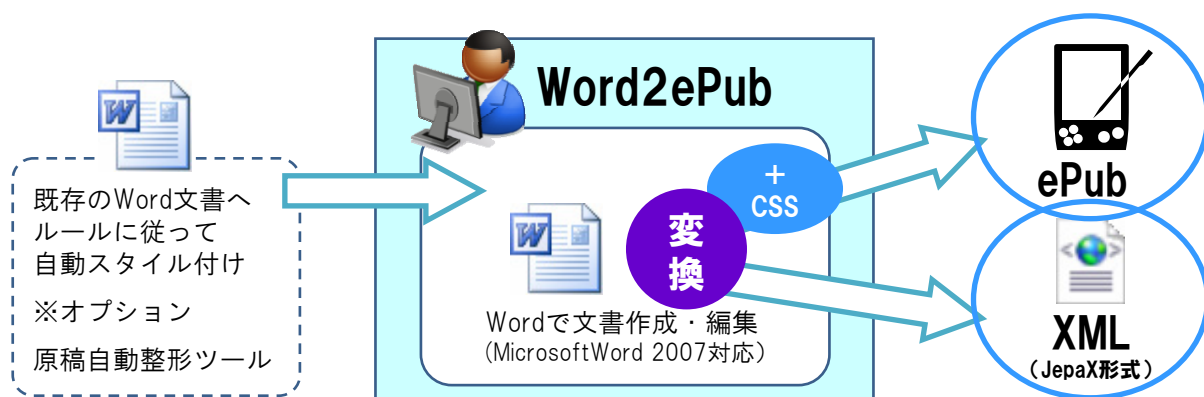 既存のWord文書へ
ルールに従って
自動スタイル付け
※オプション
原稿自動整形ツール
Word2ePub
Wordで文書作成・編集
(MicrosoftWord 2007対応)
変
換
+
CSS
ePub
XML
(JepaX形式)